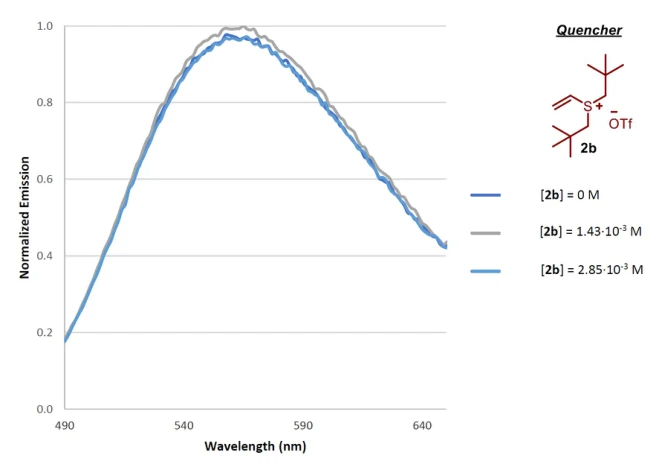 1.0
0.8
0.6
0.4
0.2
0.0
490
540
590
640
Normalized Emission
Wavelength (nm)
Quencher
S+
−
OTf
2b
[2b] = 0 M
[2b] = 1.43·10⁻³ M
[2b] = 2.85·10⁻³ M